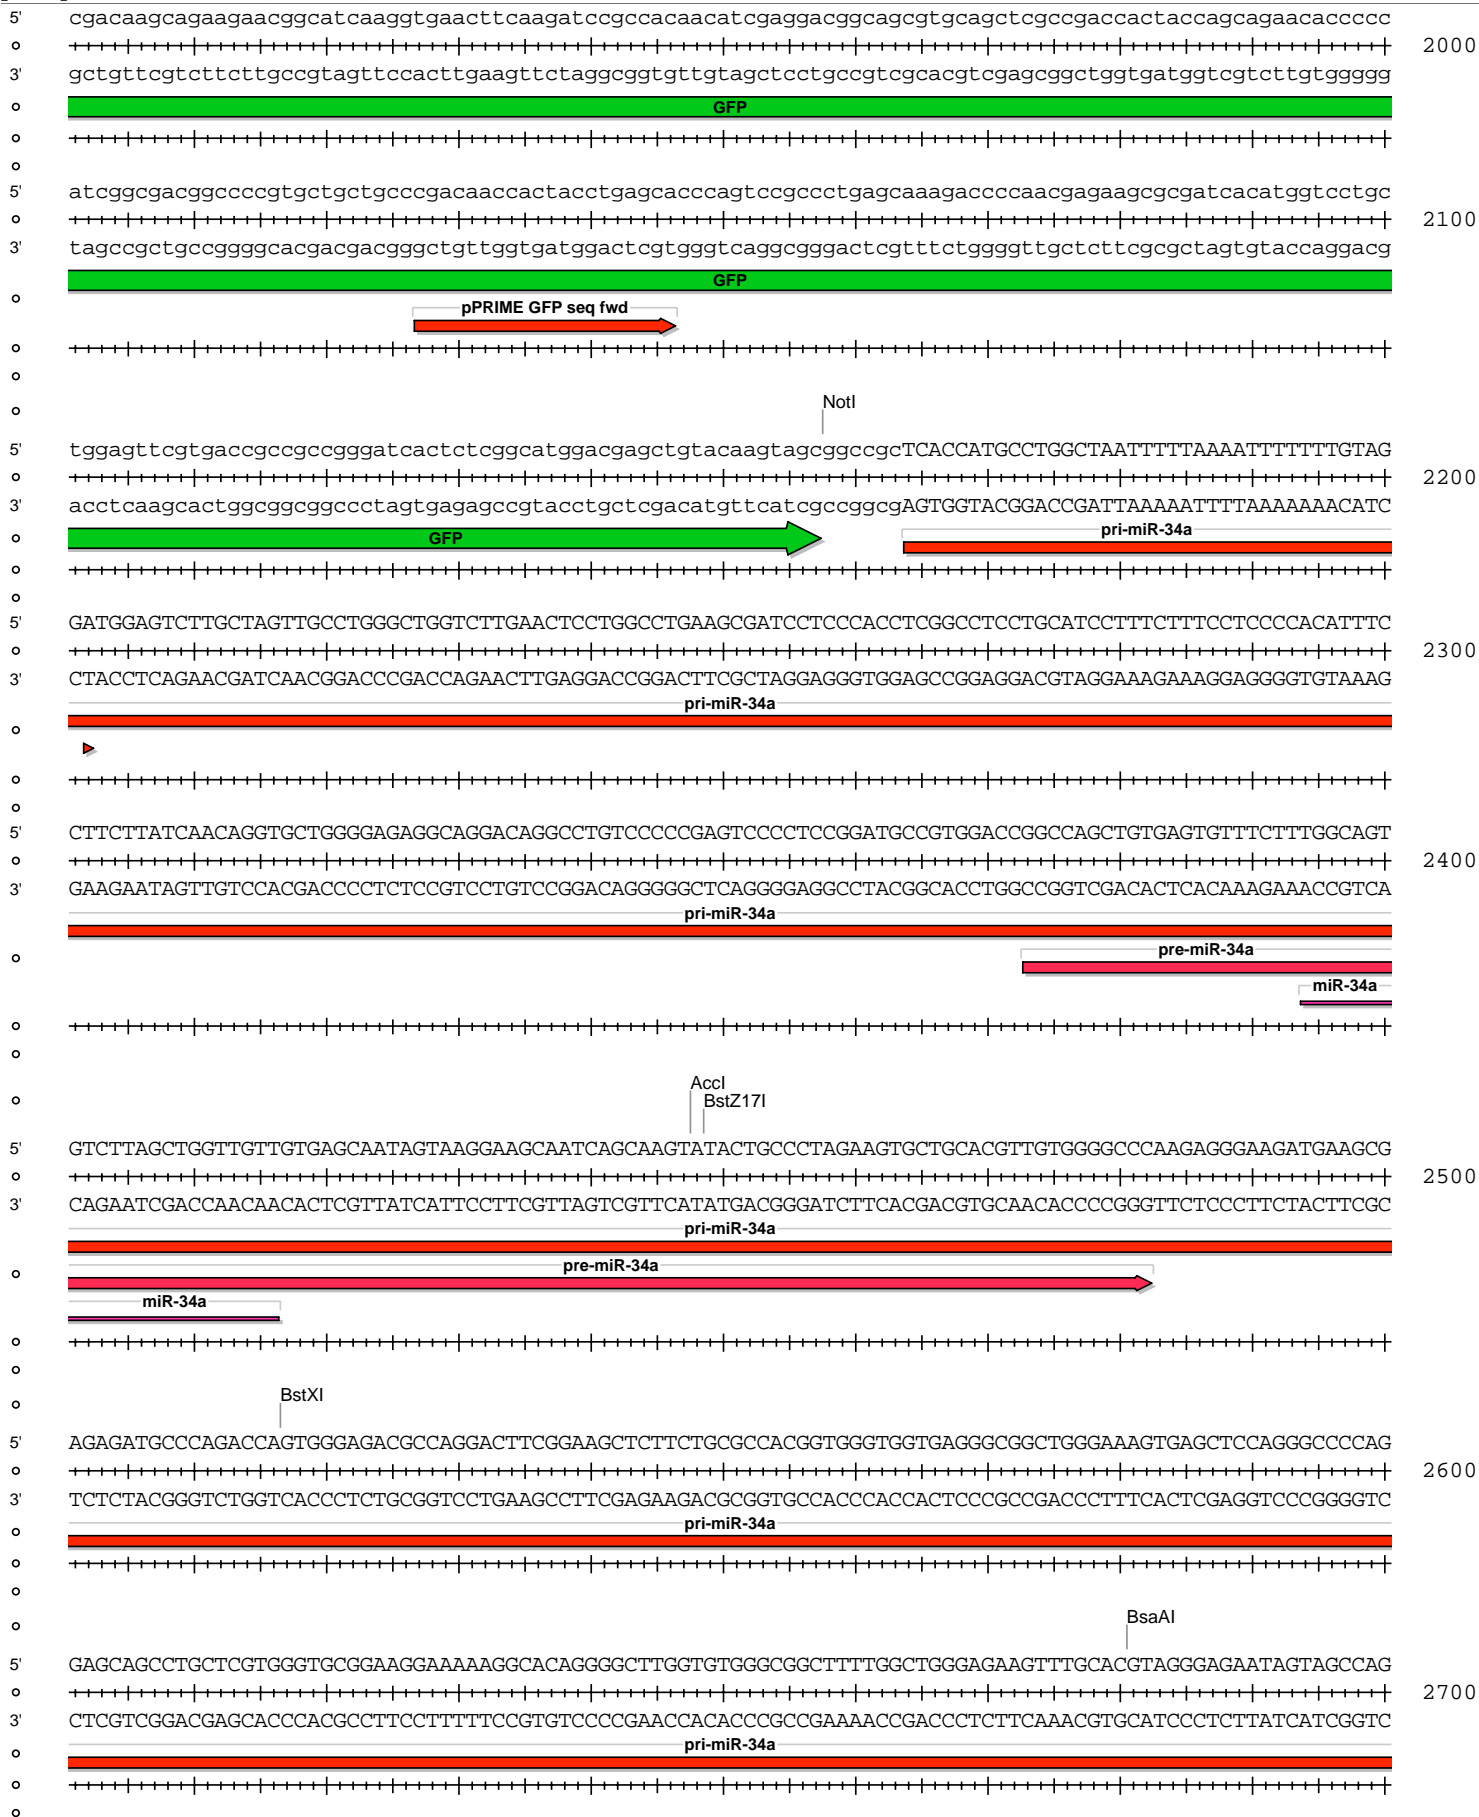 5' cgacaagcagaagaacggcatcaaggtgaacttcaagatccgccacaacatcgaggacggcagcgtgcagctcgccgaccactaccagcagaacaccccc
2000
3' gctgttcgtcttcttgccgtagttccacttgaagttctaggcggtgttgtagctcctgccgtcgcacgtcgagcggctggtgatggtcgtcttgtggggg
GFP
5' atcggcgacggccccgtgctgctgcccgacaaccactacctgagcacccagtccgccctgagcaaagaccccaacgagaagcgcgatcacatggtcctgc
2100
3' tagccgctgccggggcacgacgacgggctgttggtgatggactcgtgggtcaggcgggactcgtttctggggttgctcttcgcgctagtgtaccaggacg
GFP
pPRIME GFP seq fwd
NotI
5' tggagttcgtgaccgccgccgggatcactctcggcatggacgagctgtacaagtagcggccgcTCACCATGCCTGGCTAATTTTTAAAATTTTTTTGTAG
2200
3' acctcaagcactggcggcggccctagtgagagccgtacctgctcgacatgttcatcgccggcgAGTGGTACGGACCGATTAAAAATTTTAAAAAAACATC
GFP
pri-miR-34a
5' GATGGAGTCTTGCTAGTTGCCTGGGCTGGTCTTGAACTCCTGGCCTGAAGCGATCCTCCCACCTCGGCCTCCTGCATCCTTTCTTTCCTCCCCACATTTC
2300
3' CTACCTCAGAACGATCAACGGACCCGACCAGAACTTGAGGACCGGACTTCGCTAGGAGGGTGGAGCCGGAGGACGTAGGAAAGAAAGGAGGGGTGTAAAG
pri-miR-34a
5' CTTCTTATCAACAGGTGCTGGGGAGAGGCAGGACAGGCCTGTCCCCCGAGTCCCCTCCGGATGCCGTGGACCGGCCAGCTGTGAGTGTTTCTTTGGCAGT
2400
3' GAAGAATAGTTGTCCACGACCCCTCTCCGTCCTGTCCGGACAGGGGGCTCAGGGGAGGCCTACGGCACCTGGCCGGTCGACACTCACAAAGAAACCGTCA
pri-miR-34a
pre-miR-34a
miR-34a
AccI
BstZ17I
5' GTCTTAGCTGGTTGTTGTGAGCAATAGTAAGGAAGCAATCAGCAAGTATACTGCCCTAGAAGTGCTGCACGTTGTGGGGCCCAAGAGGGAAGATGAAGCG
2500
3' CAGAATCGACCAACAACACTCGTTATCATTCCTTCGTTAGTCGTTCATATGACGGGATCTTCACGACGTGCAACACCCCGGGTTCTCCCTTCTACTTCGC
pri-miR-34a
pre-miR-34a
miR-34a
BstXI
5' AGAGATGCCCAGACCAGTGGGAGACGCCAGGACTTCGGAAGCTCTTCTGCGCCACGGTGGGTGGTGAGGGCGGCTGGGAAAGTGAGCTCCAGGGCCCCAG
2600
3' TCTCTACGGGTCTGGTCACCCTCTGCGGTCCTGAAGCCTTCGAGAAGACGCGGTGCCACCCACCACTCCCGCCGACCCTTTCACTCGAGGTCCCGGGGTC
pri-miR-34a
BsaAI
5' GAGCAGCCTGCTCGTGGGTGCGGAAGGAAAAAGGCACAGGGGCTTGGTGTGGGCGGCTTTTGGCTGGGAGAAGTTTGCACGTAGGGAGAATAGTAGCCAG
2700
3' CTCGTCGGACGAGCACCCACGCCTTCCTTTTTCCGTGTCCCCGAACCACACCCGCCGAAAACCGACCCTCTTCAAACGTGCATCCCTCTTATCATCGGTC
pri-miR-34a